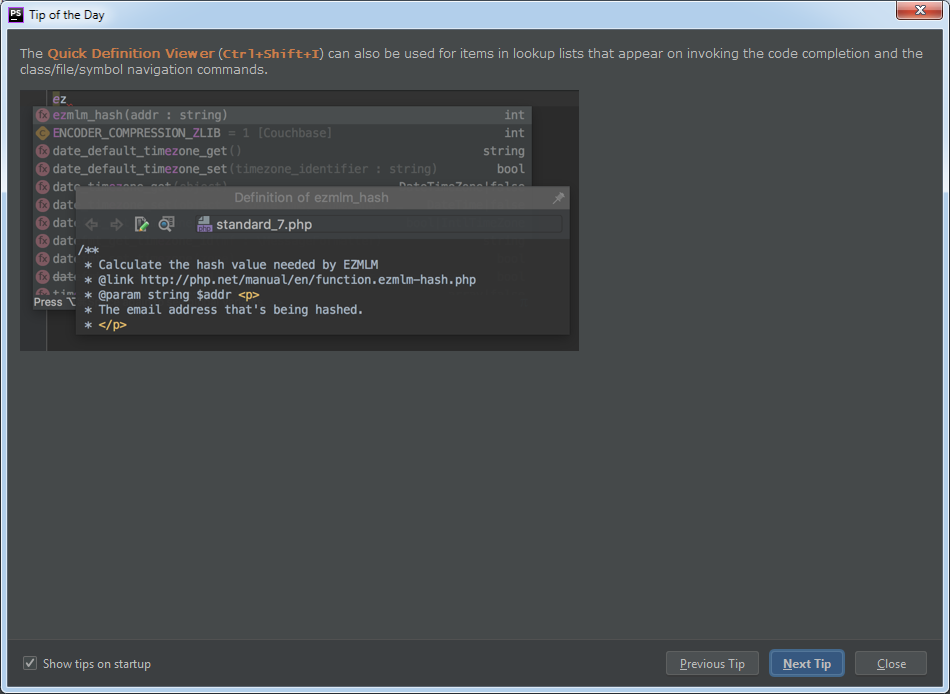 PS
Tip of the Day
The Quick Definition Viewer (Ctrl+Shift+I) can also be used for items in lookup lists that appear on invoking the code completion and the
class/file/symbol navigation commands.
ez
ezmlm_hash(addr : string) int
ENCODER_COMPRESSION_ZLIB = 1 [Couchbase] int
date_default_timezone_get() string
date_default_timezone_set(timezone_identifier : string) bool
date
Definition of ezmlm_hash
date
date
standard_7.php
date
/**
date
* Calculate the hash value needed by EZMLM
date
* @link http://php.net/manual/en/function.ezmlm-hash.php
* @param string $addr <p>
Press
* The email address that's being hashed.
* </p>
Show tips on startup
Previous Tip
Next Tip
Close